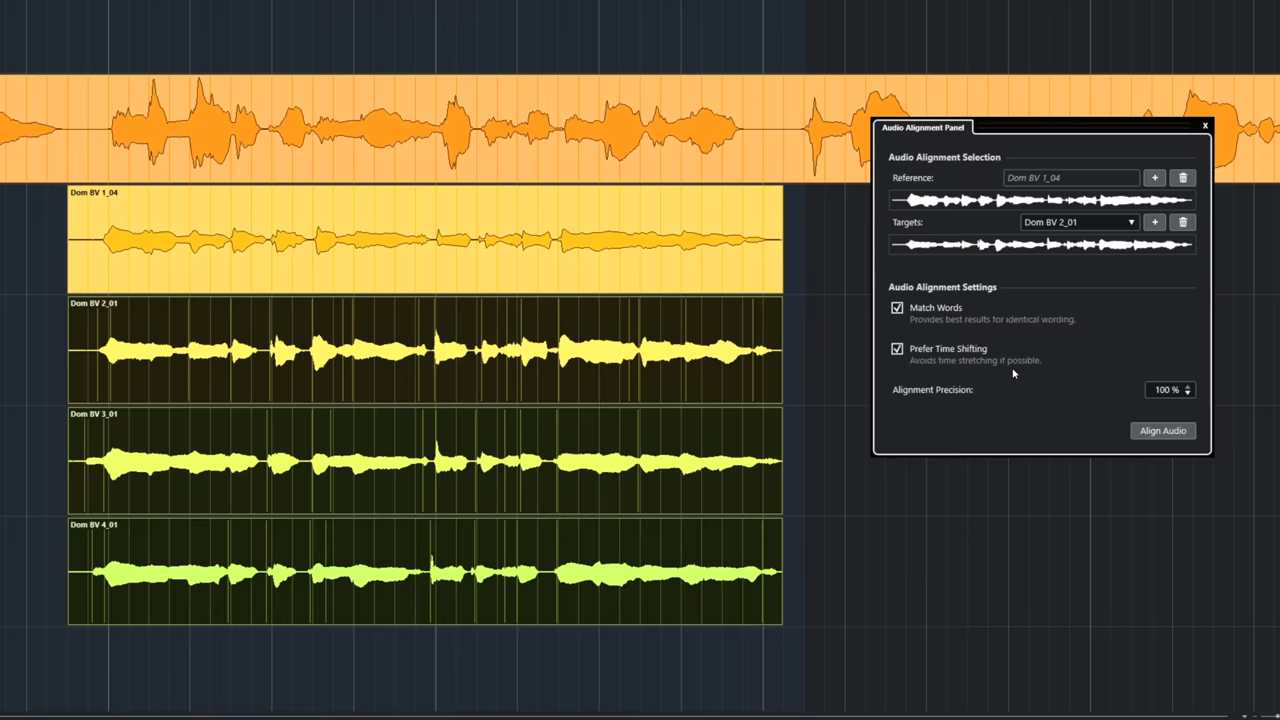 Dom BV 1_04
Dom BV 2_01
Dom BV 3_01
Dom BV 4_01
Audio Alignment Panel
x
Audio Alignment Selection
Reference: Dom BV 1_04 +
Targets: Dom BV 2_01 +
Audio Alignment Settings
Match Words
Provides best results for identical wording.
Prefer Time Shifting
Avoids time stretching if possible.
Alignment Precision: 100 %
Align Audio